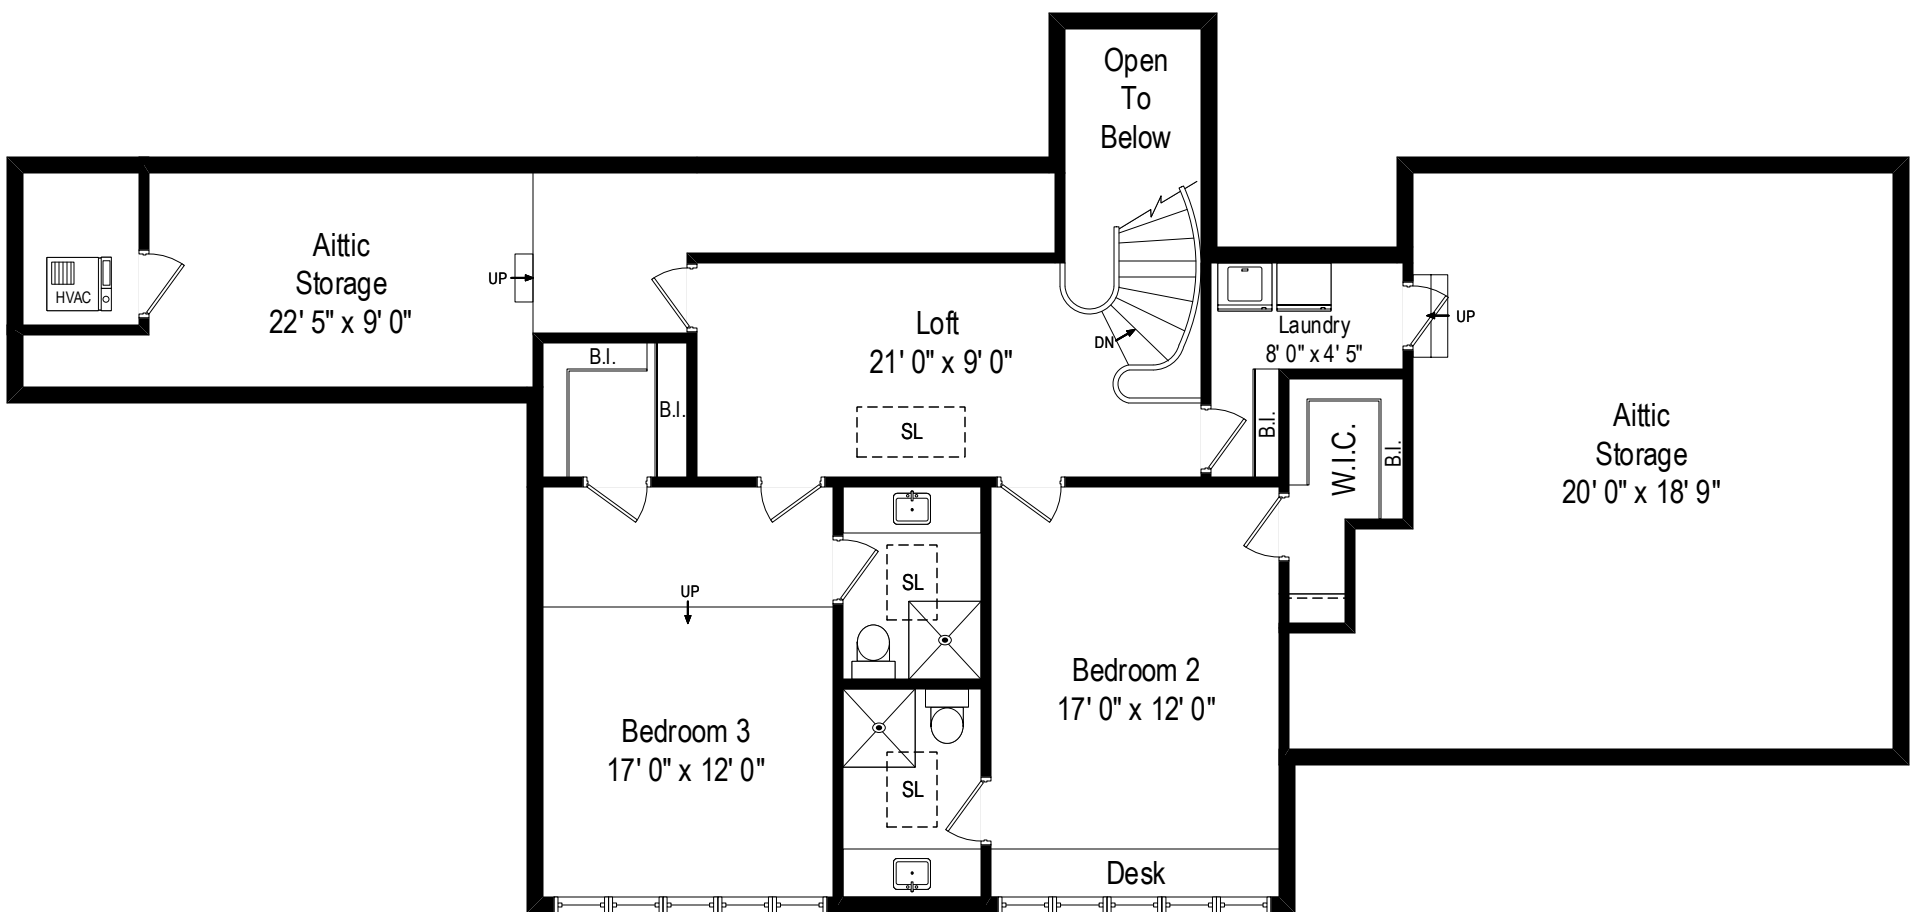 Open
To
Below
Aittic
Storage
22' 5" x 9' 0"
HVAC
UP
B.I.
B.I.
Loft
21' 0" x 9' 0"
DN
SL
Laundry
8' 0" x 4' 5"
UP
B.I.
W.I.C.
B.I.
Aittic
Storage
20' 0" x 18' 9"
UP
SL
Bedroom 3
17' 0" x 12' 0"
SL
Bedroom 2
17' 0" x 12' 0"
Desk